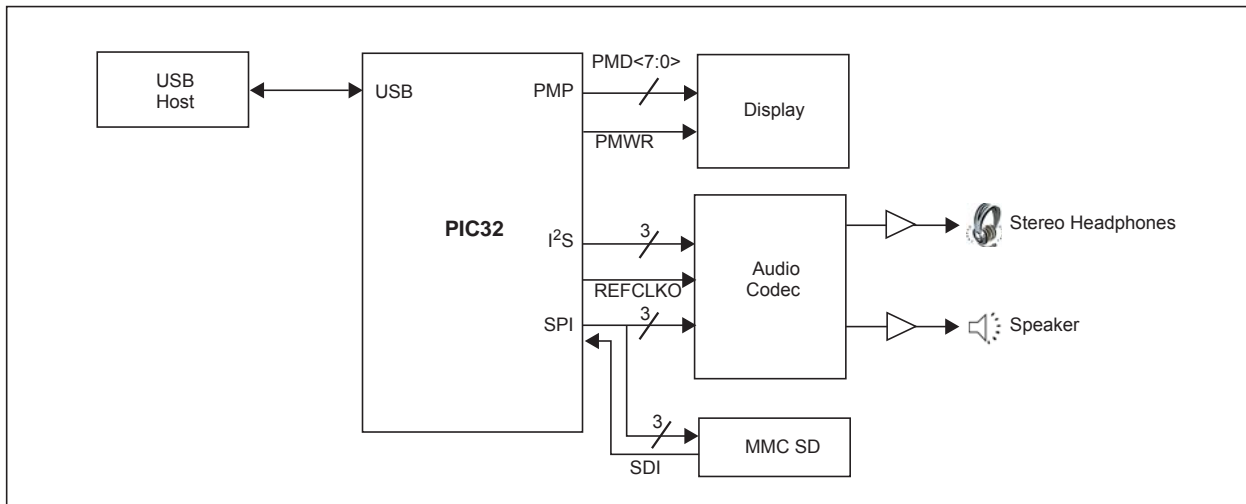 USB
Host
USB
PIC32
PMP
PMD<7:0>
PMWR
Display
I²S
3
REFCLKO
SPI
3
Audio
Codec
Stereo Headphones
Speaker
3
SDI
MMC SD